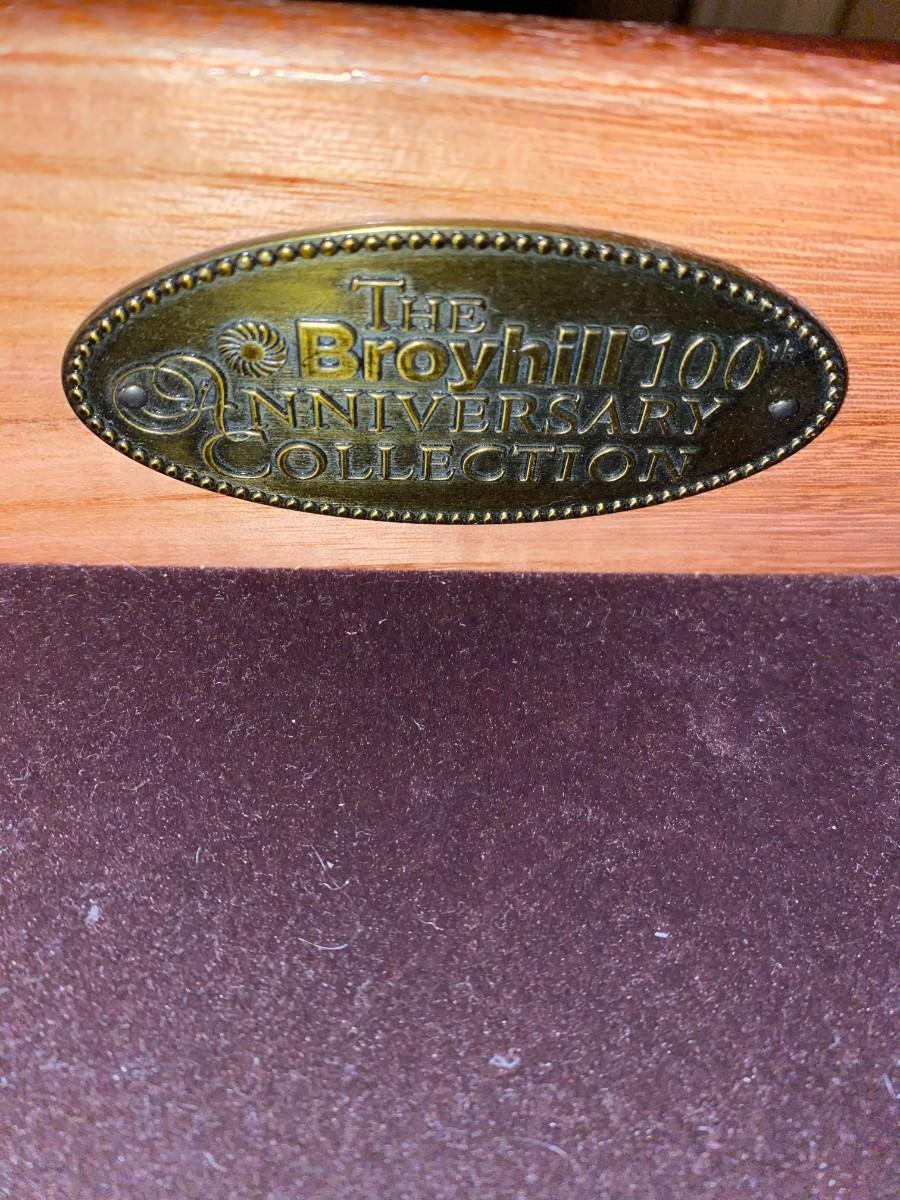 THE
Broyhill® 100th
ANNIVERSARY
COLLECTION